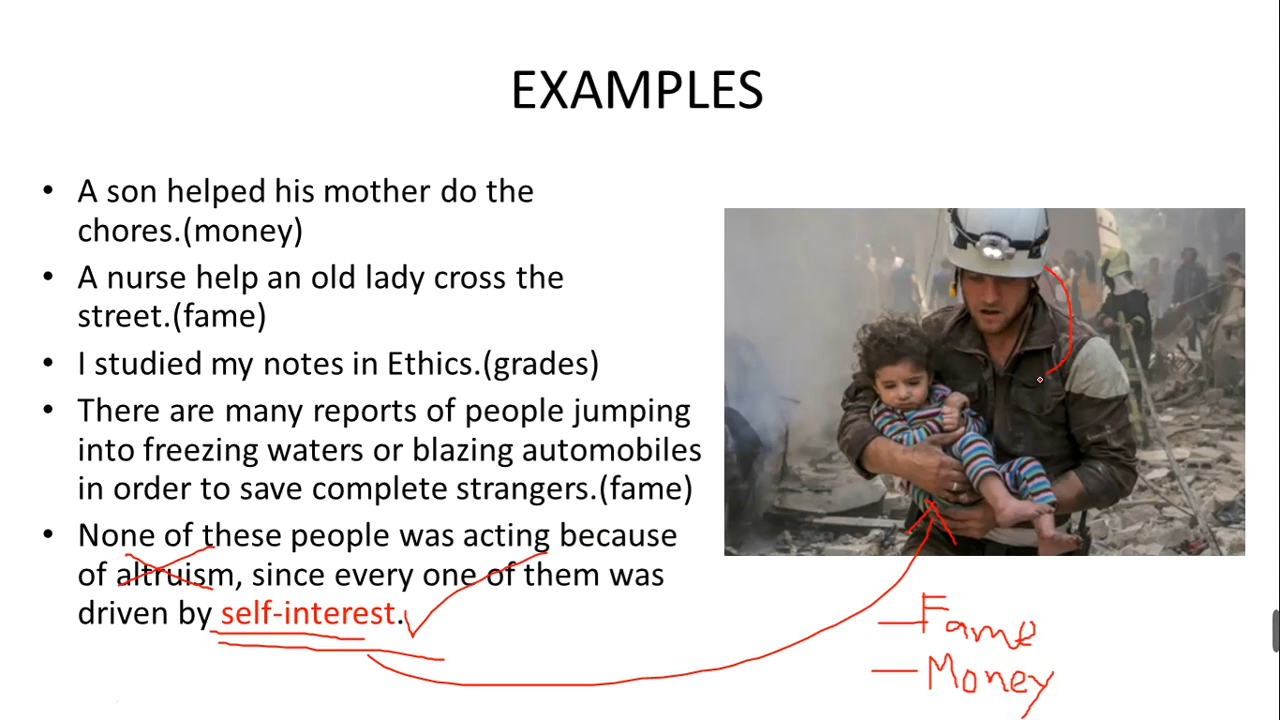 EXAMPLES
• A son helped his mother do the
chores.(money)
• A nurse help an old lady cross the
street.(fame)
• I studied my notes in Ethics.(grades)
• There are many reports of people jumping
into freezing waters or blazing automobiles
in order to save complete strangers.(fame)
• None of these people was acting because
of altruism, since every one of them was
driven by self-interest.
— Fame
— Money